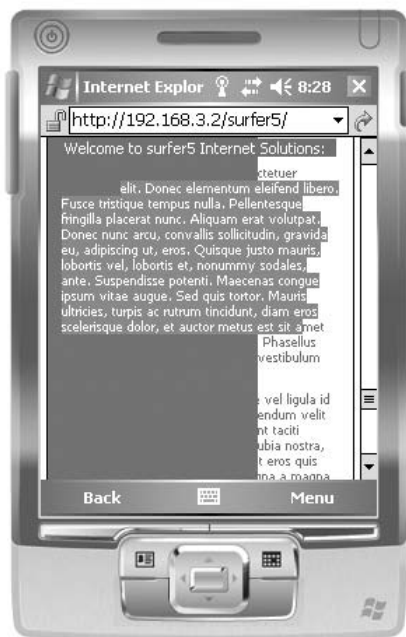 Internet Explor 8:28
http://192.168.3.2/surfer5/
Welcome to surfer5 Internet Solutions:
ctetuer
elit. Donec elementum eleifend libero.
Fusce tristique tempus nulla. Pellentesque
fringilla placerat nunc. Aliquam erat volutpat.
Donec nunc arcu, convallis sollicitudin, gravida
eu, adipiscing ut, eros. Quisque justo mauris,
lobortis vel, lobortis et, nonummy sodales,
ante. Suspendisse potenti. Maecenas congue
ipsum vitae augue. Sed quis tortor. Mauris
ultricies, turpis ac rutrum tincidunt, diam eros
scelerisque dolor, et auctor metus est sit amet
Phasellus
vestibulum
vel ligula id
endum velit
nt taciti
ubia nostra,
t eros quis
na a magna
Back Menu